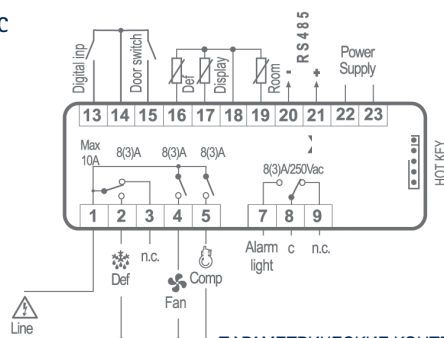 с
Digital inp
Door switch
Def
Display
Room
-
RS485
+
Power
Supply
13 14 15 16 17 18 19 20 21 22 23
Max
10A
8(3)A 8(3)A 8(3)A
8(3)A/250Vac
HOT KEY
1 2 3 4 5 7 8 9
Def
n.c.
Fan
Comp
Alarm
light
c
n.c.
Line